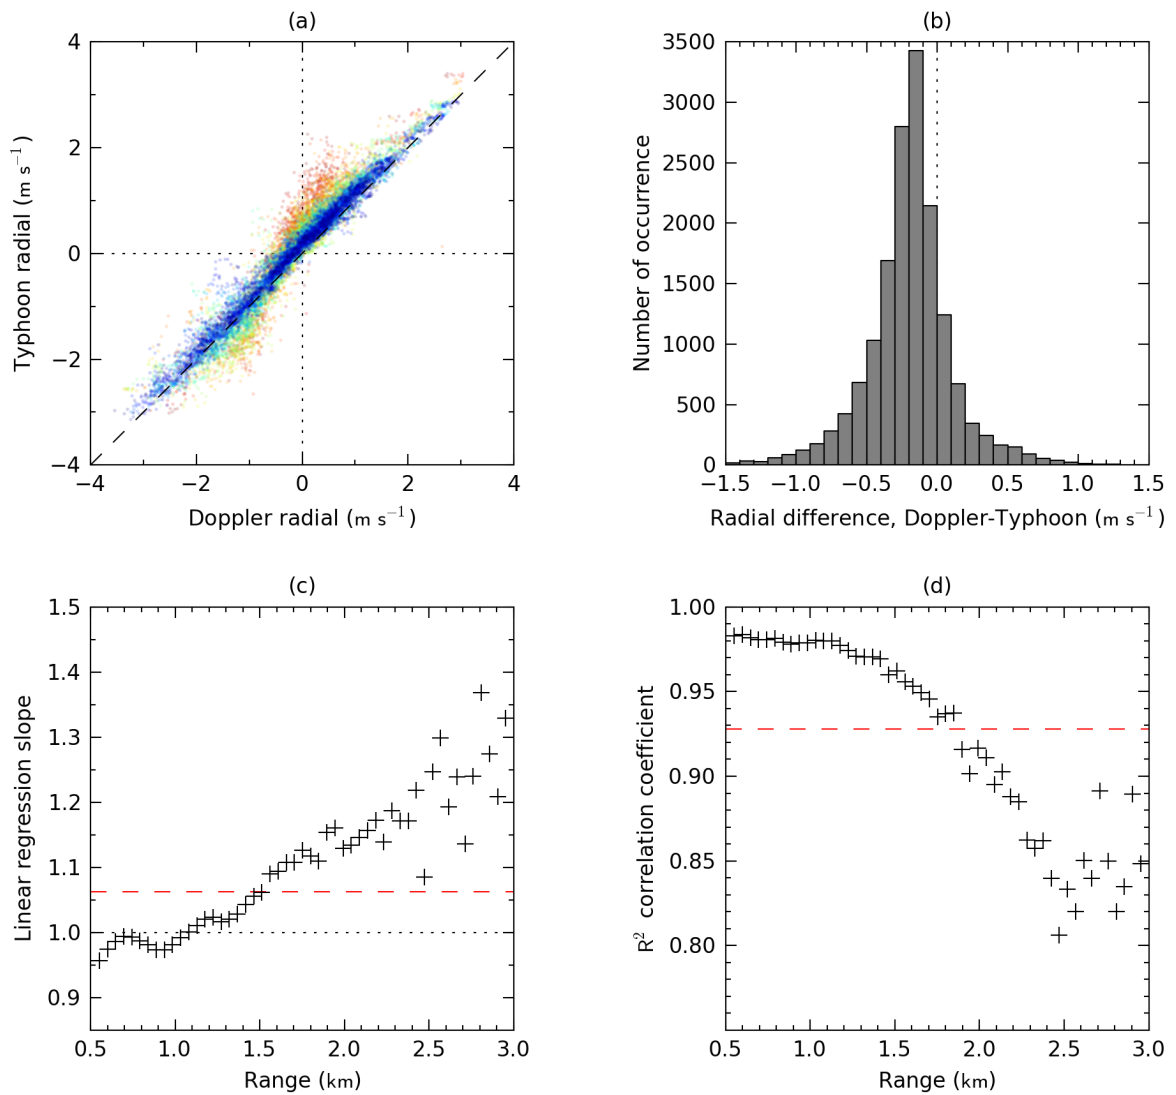 (a)
4
2
0
−2
−4
−4 −2 0 2 4
Typhoon radial (m s⁻¹)
Doppler radial (m s⁻¹)
(b)
3500
3000
2500
2000
1500
1000
500
0
−1.5 −1.0 −0.5 0.0 0.5 1.0 1.5
Number of occurrence
Radial difference, Doppler-Typhoon (m s⁻¹)
(c)
1.5
1.4
1.3
1.2
1.1
1.0
0.9
0.5 1.0 1.5 2.0 2.5 3.0
Linear regression slope
Range (km)
(d)
1.00
0.95
0.90
0.85
0.80
0.5 1.0 1.5 2.0 2.5 3.0
R² correlation coefficient
Range (km)